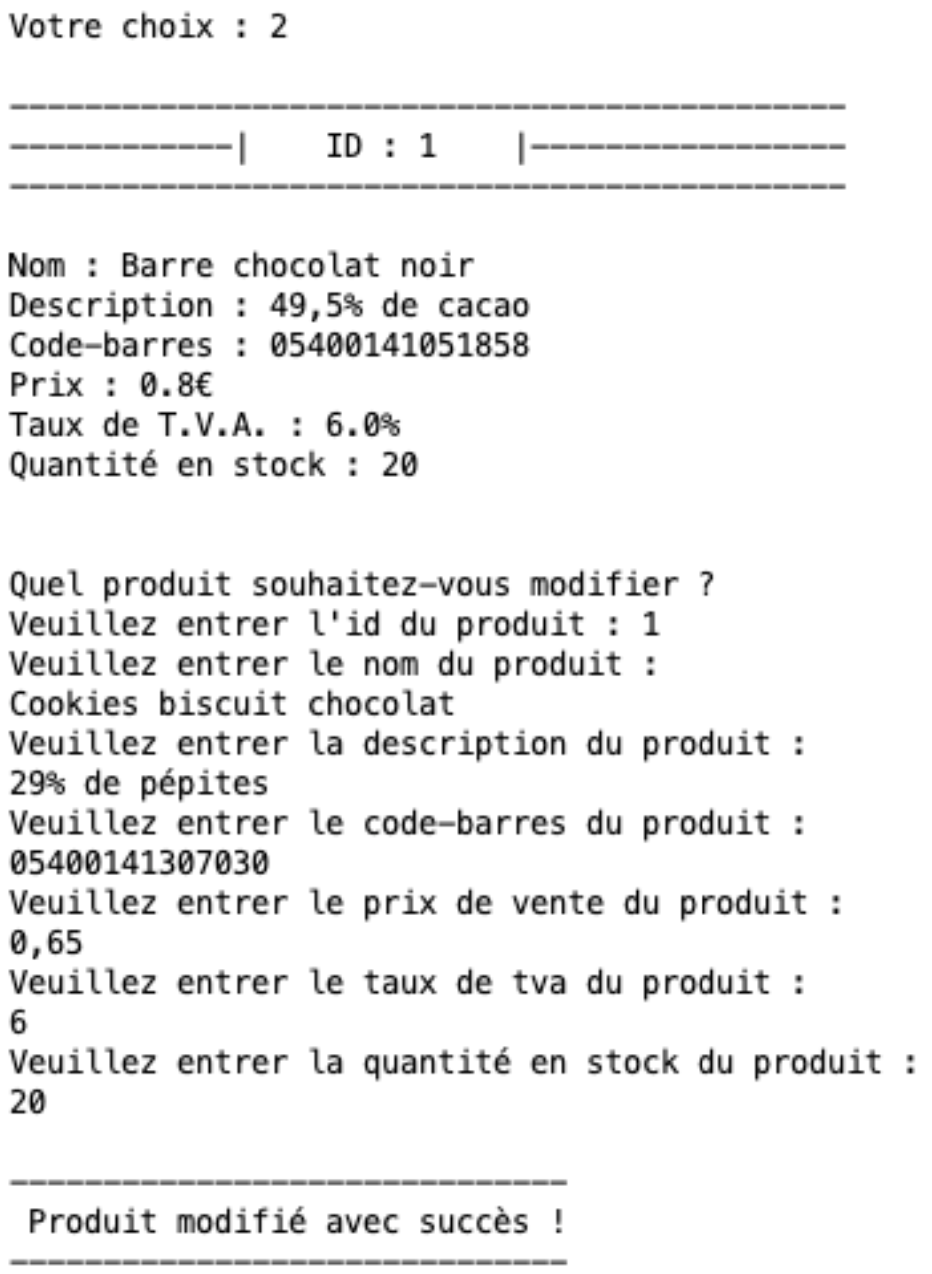 Votre choix : 2
---------------------------------------------
------------|    ID : 1    |-----------------
---------------------------------------------
Nom : Barre chocolat noir
Description : 49,5% de cacao
Code-barres : 05400141051858
Prix : 0.8€
Taux de T.V.A. : 6.0%
Quantité en stock : 20
Quel produit souhaitez-vous modifier ?
Veuillez entrer l'id du produit : 1
Veuillez entrer le nom du produit :
Cookies biscuit chocolat
Veuillez entrer la description du produit :
29% de pépites
Veuillez entrer le code-barres du produit :
05400141307030
Veuillez entrer le prix de vente du produit :
0,65
Veuillez entrer le taux de tva du produit :
6
Veuillez entrer la quantité en stock du produit :
20
------------------------------
Produit modifié avec succès !
------------------------------